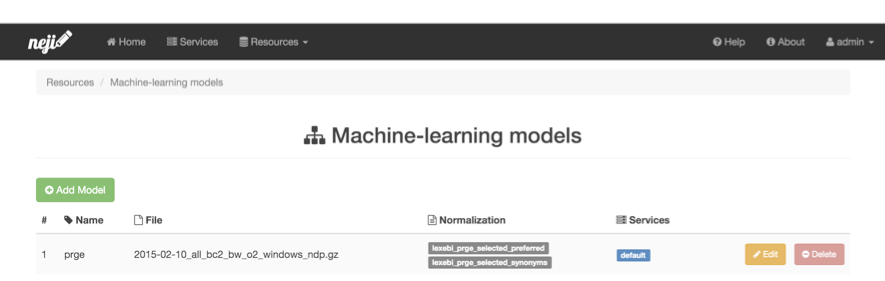 neji
Home Services Resources Help About admin
Resources / Machine-learning models
Machine-learning models
Add Model
# Name File Normalization Services
1 prge 2015-02-10_all_bc2_bw_o2_windows_ndp.gz lexebi_prge_selected_preferred default Edit Delete
lexebi_prge_selected_synonyms